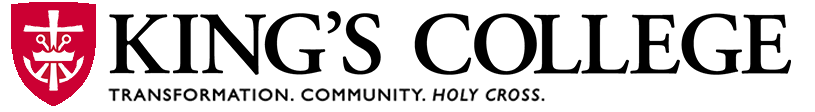 KING'S COLLEGE
TRANSFORMATION. COMMUNITY. HOLY CROSS.